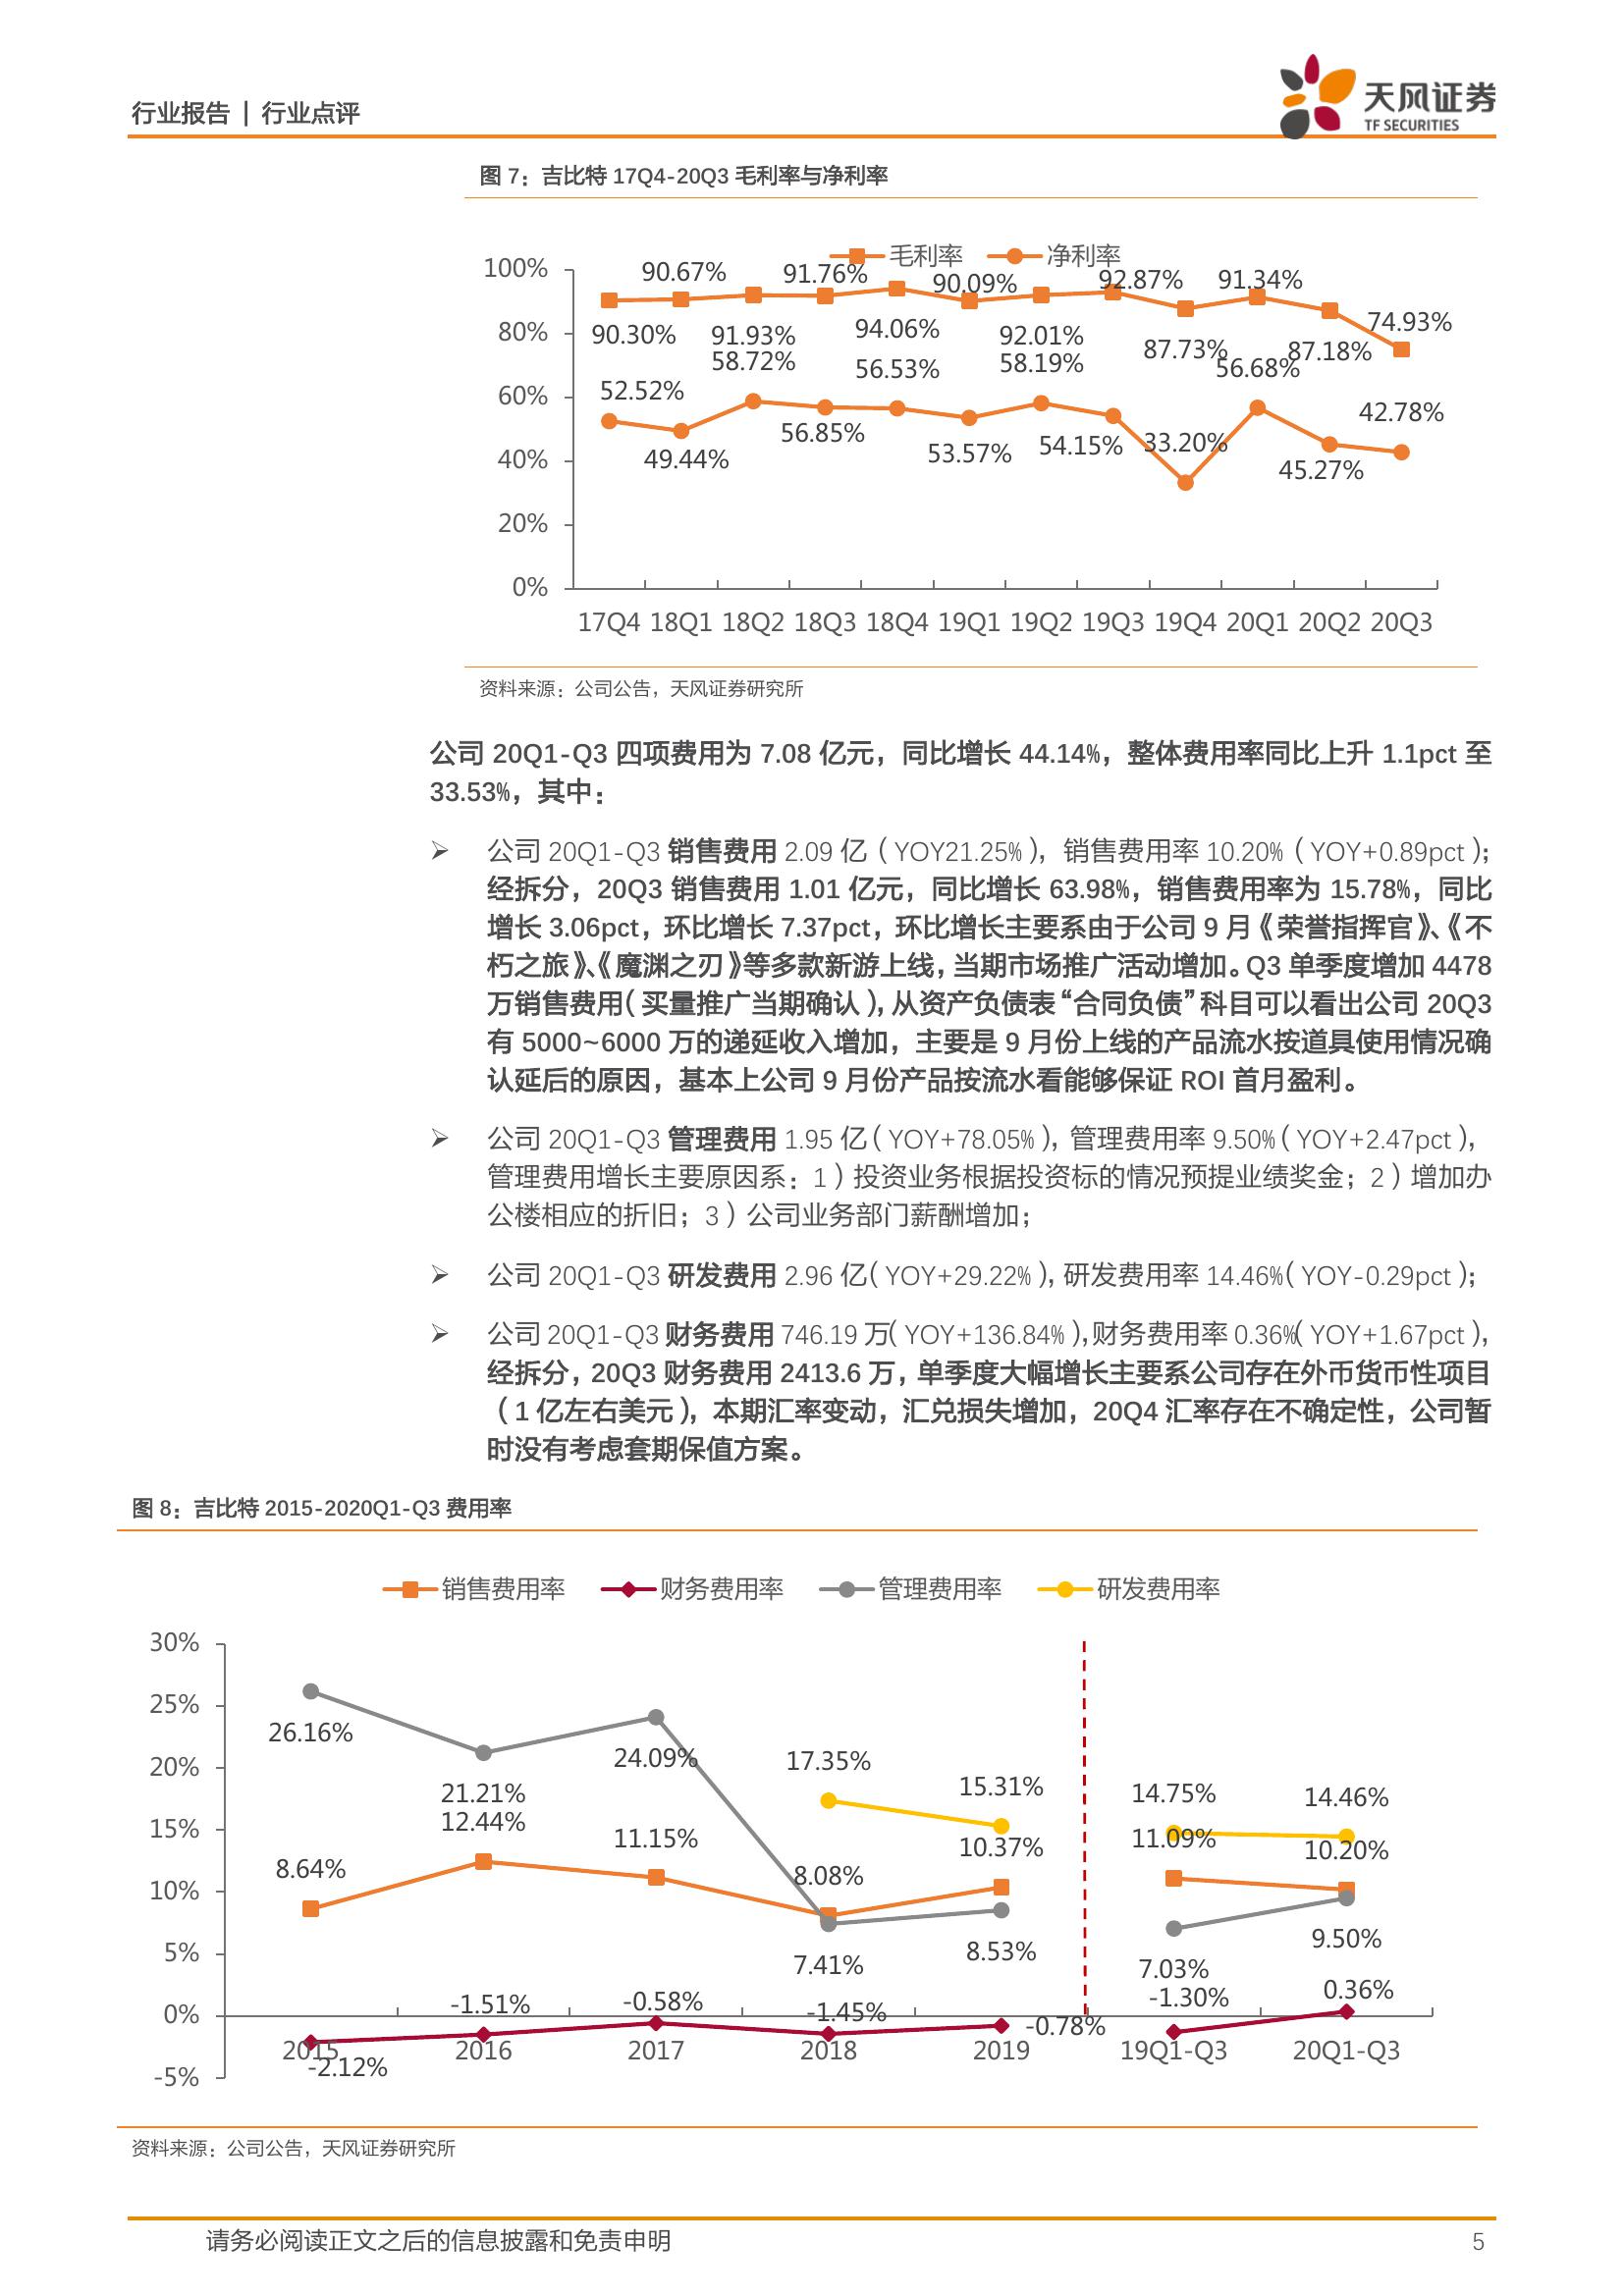 行业报告 | 行业点评
天风证券
TF SECURITIES
图 7：吉比特 17Q4-20Q3 毛利率与净利率
毛利率 净利率
100%
80%
60%
40%
20%
0%
90.30% 90.67% 91.93% 91.76% 94.06% 90.09% 92.01% 92.87% 87.73% 91.34% 87.18% 74.93%
52.52% 49.44% 58.72% 56.85% 56.53% 53.57% 58.19% 54.15% 33.20% 56.68% 45.27% 42.78%
17Q4 18Q1 18Q2 18Q3 18Q4 19Q1 19Q2 19Q3 19Q4 20Q1 20Q2 20Q3
资料来源：公司公告，天风证券研究所
公司 20Q1-Q3 四项费用为 7.08 亿元，同比增长 44.14%，整体费用率同比上升 1.1pct 至
33.53%，其中：
➢ 公司 20Q1-Q3 销售费用 2.09 亿（YOY21.25%），销售费用率 10.20%（YOY+0.89pct）；
经拆分，20Q3 销售费用 1.01 亿元，同比增长 63.98%，销售费用率为 15.78%，同比
增长 3.06pct，环比增长 7.37pct，环比增长主要系由于公司 9 月《荣誉指挥官》、《不
朽之旅》、《魔渊之刃》等多款新游上线，当期市场推广活动增加。Q3 单季度增加 4478
万销售费用（买量推广当期确认），从资产负债表“合同负债”科目可以看出公司 20Q3
有 5000~6000 万的递延收入增加，主要是 9 月份上线的产品流水按道具使用情况确
认延后的原因，基本上公司 9 月份产品按流水看能够保证 ROI 首月盈利。
➢ 公司 20Q1-Q3 管理费用 1.95 亿（YOY+78.05%），管理费用率 9.50%（YOY+2.47pct），
管理费用增长主要原因系：1）投资业务根据投资标的情况预提业绩奖金；2）增加办
公楼相应的折旧；3）公司业务部门薪酬增加；
➢ 公司 20Q1-Q3 研发费用 2.96 亿（YOY+29.22%），研发费用率 14.46%（YOY-0.29pct）；
➢ 公司 20Q1-Q3 财务费用 746.19 万（YOY+136.84%），财务费用率 0.36%（YOY+1.67pct），
经拆分，20Q3 财务费用 2413.6 万，单季度大幅增长主要系公司存在外币货币性项目
（1 亿左右美元），本期汇率变动，汇兑损失增加，20Q4 汇率存在不确定性，公司暂
时没有考虑套期保值方案。
图 8：吉比特 2015-2020Q1-Q3 费用率
销售费用率 财务费用率 管理费用率 研发费用率
30%
25%
20%
15%
10%
5%
0%
-5%
26.16% 21.21% 24.09% 7.41% 8.53% 7.03% 9.50%
17.35% 15.31% 14.75% 14.46%
8.64% 12.44% 11.15% 8.08% 10.37% 11.09% 10.20%
-2.12% -1.51% -0.58% -1.45% -0.78% -1.30% 0.36%
2015 2016 2017 2018 2019 19Q1-Q3 20Q1-Q3
资料来源：公司公告，天风证券研究所
请务必阅读正文之后的信息披露和免责申明 5